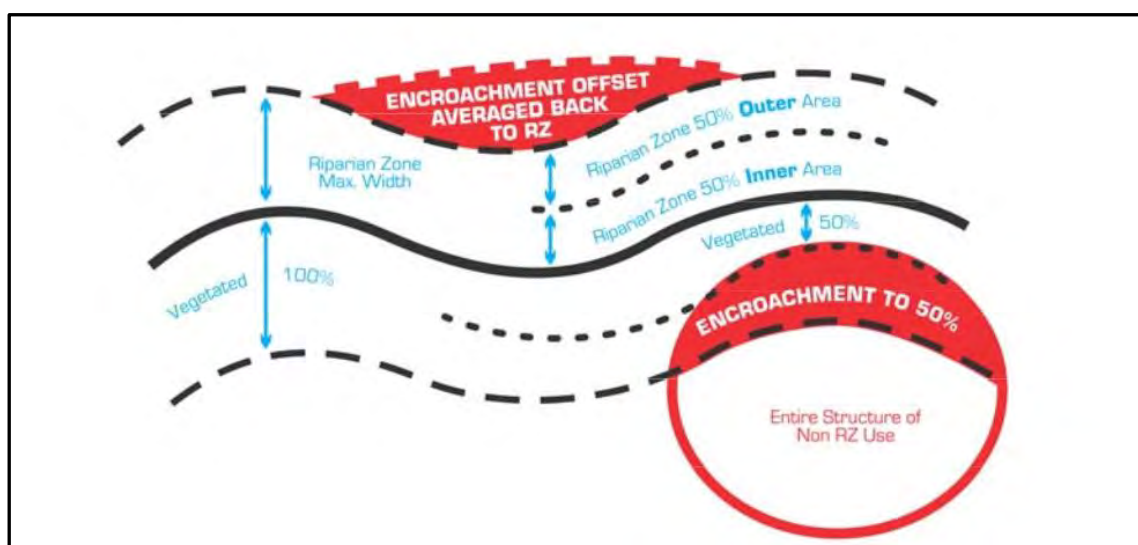 ENCROACHMENT OFFSET
AVERAGED BACK
TO RZ
Riparian Zone
Max. Width
Riparian Zone 50% Outer Area
Riparian Zone 50% Inner Area
Vegetated 50%
Vegetated 100%
ENCROACHMENT TO 50%
Entire Structure of
Non RZ Use